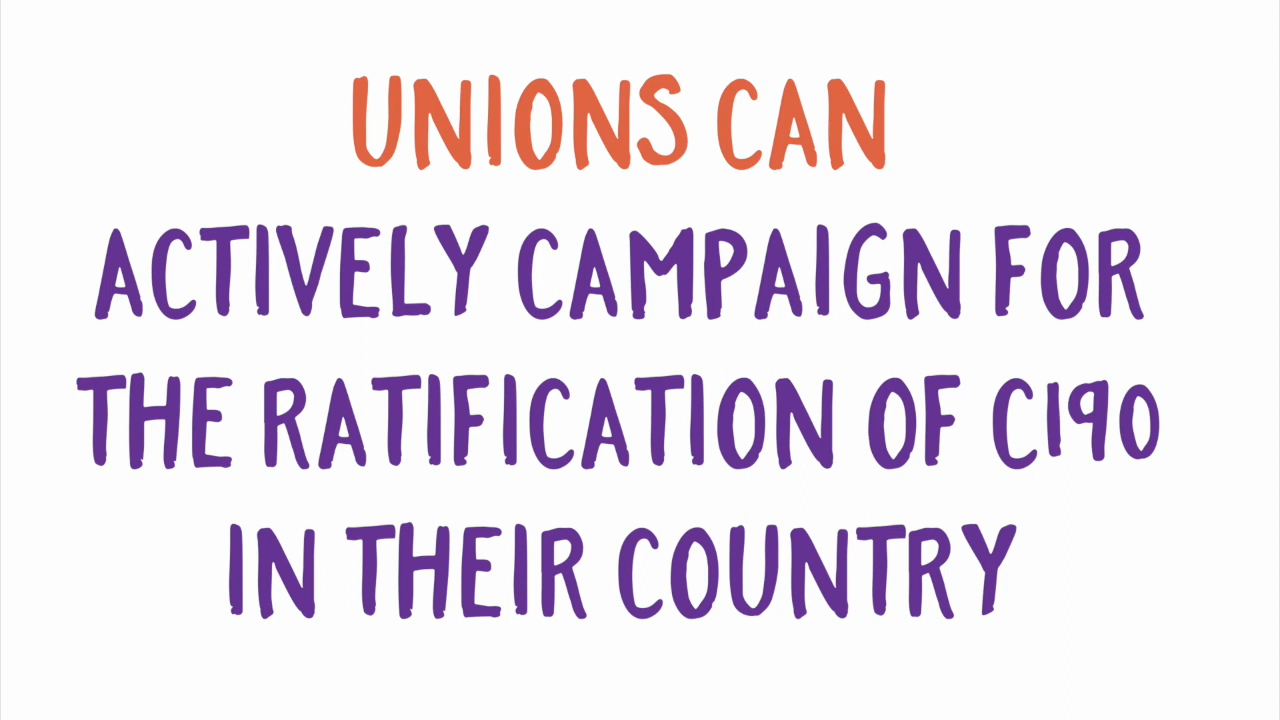 UNIONS CAN
ACTIVELY CAMPAIGN FOR
THE RATIFICATION OF C190
IN THEIR COUNTRY